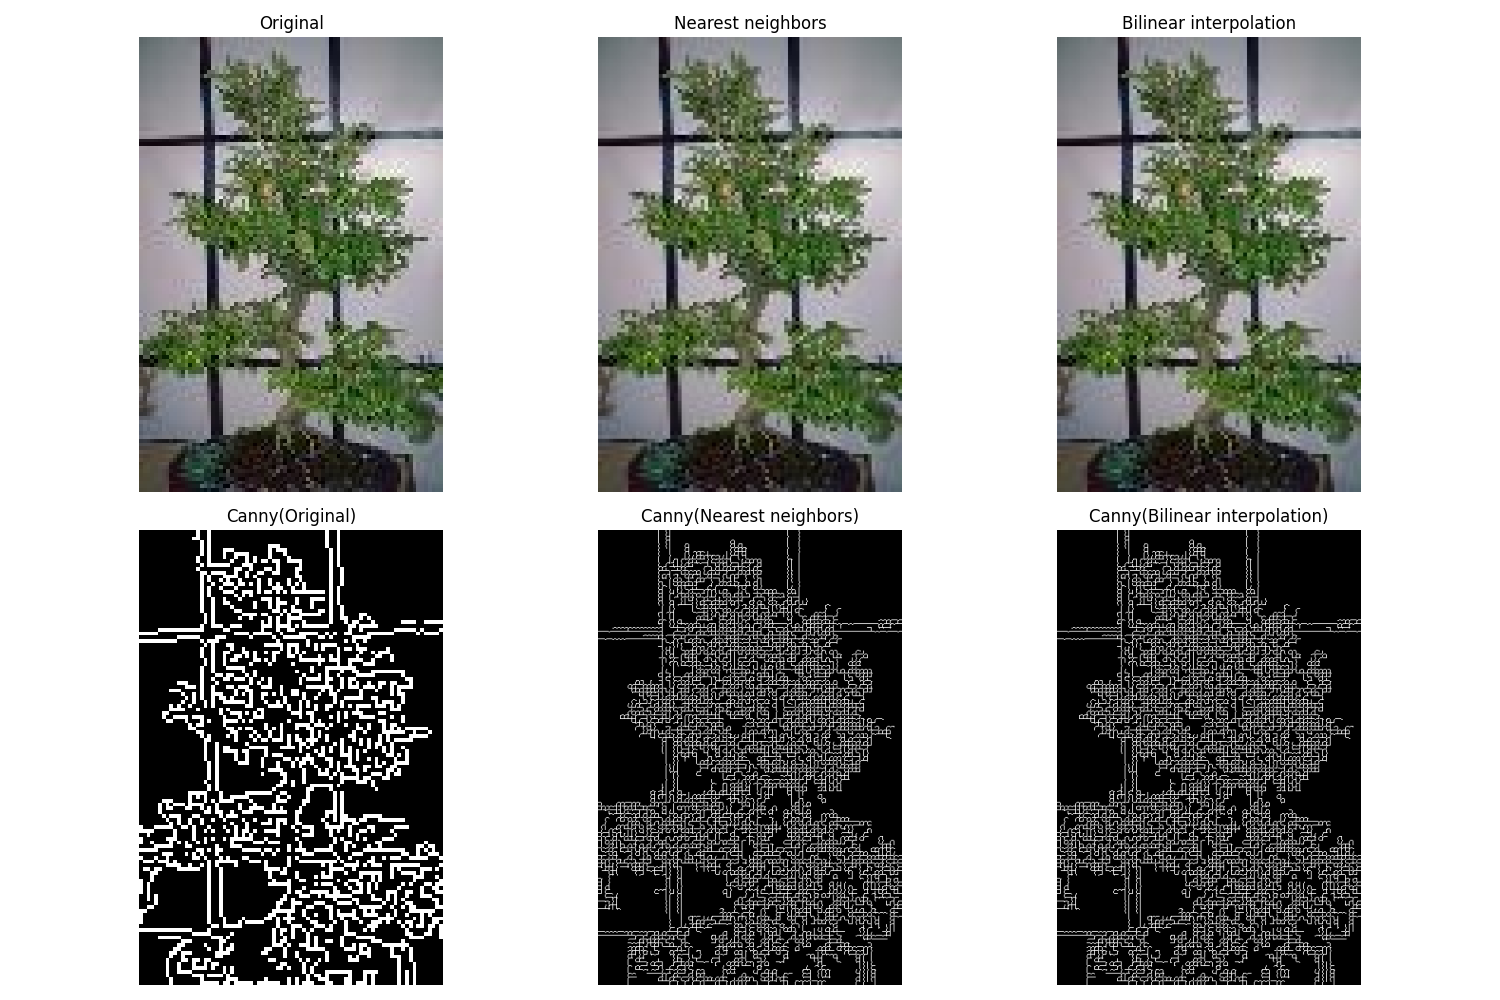 Original
Nearest neighbors
Bilinear interpolation
Canny(Original)
Canny(Nearest neighbors)
Canny(Bilinear interpolation)